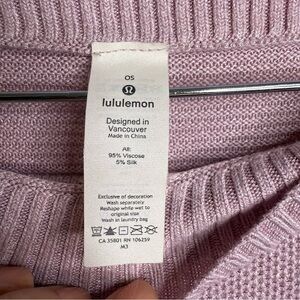 OS
lululemon
Designed in
Vancouver
Made in China
All:
95% Viscose
5% Silk
Exclusive of decoration
Wash separately
Reshape while wet to
original size
Wash in laundry bag
CA 35801 RN 106259
M3